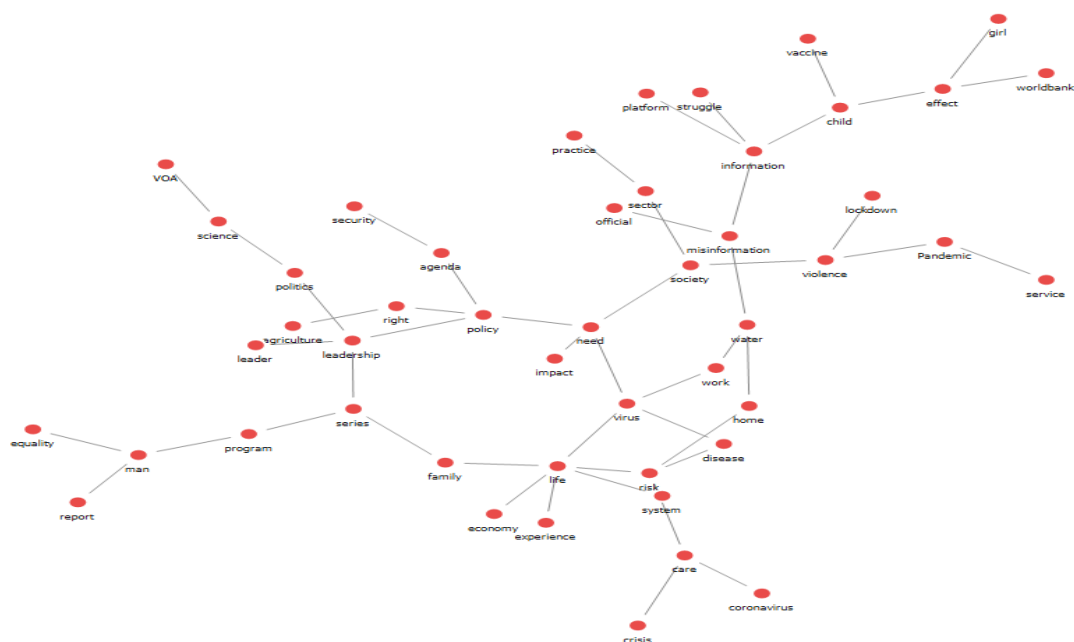 girl
vaccine
worldbank
effect
platform
struggle
child
practice
information
VOA
sector
lockdown
security
official
science
misinformation
Pandemic
agenda
society
violence
politics
service
right
policy
agriculture
need
water
leader
leadership
impact
work
virus
home
series
equality
program
disease
man
family
life
risk
report
system
economy
experience
care
coronavirus
crisis